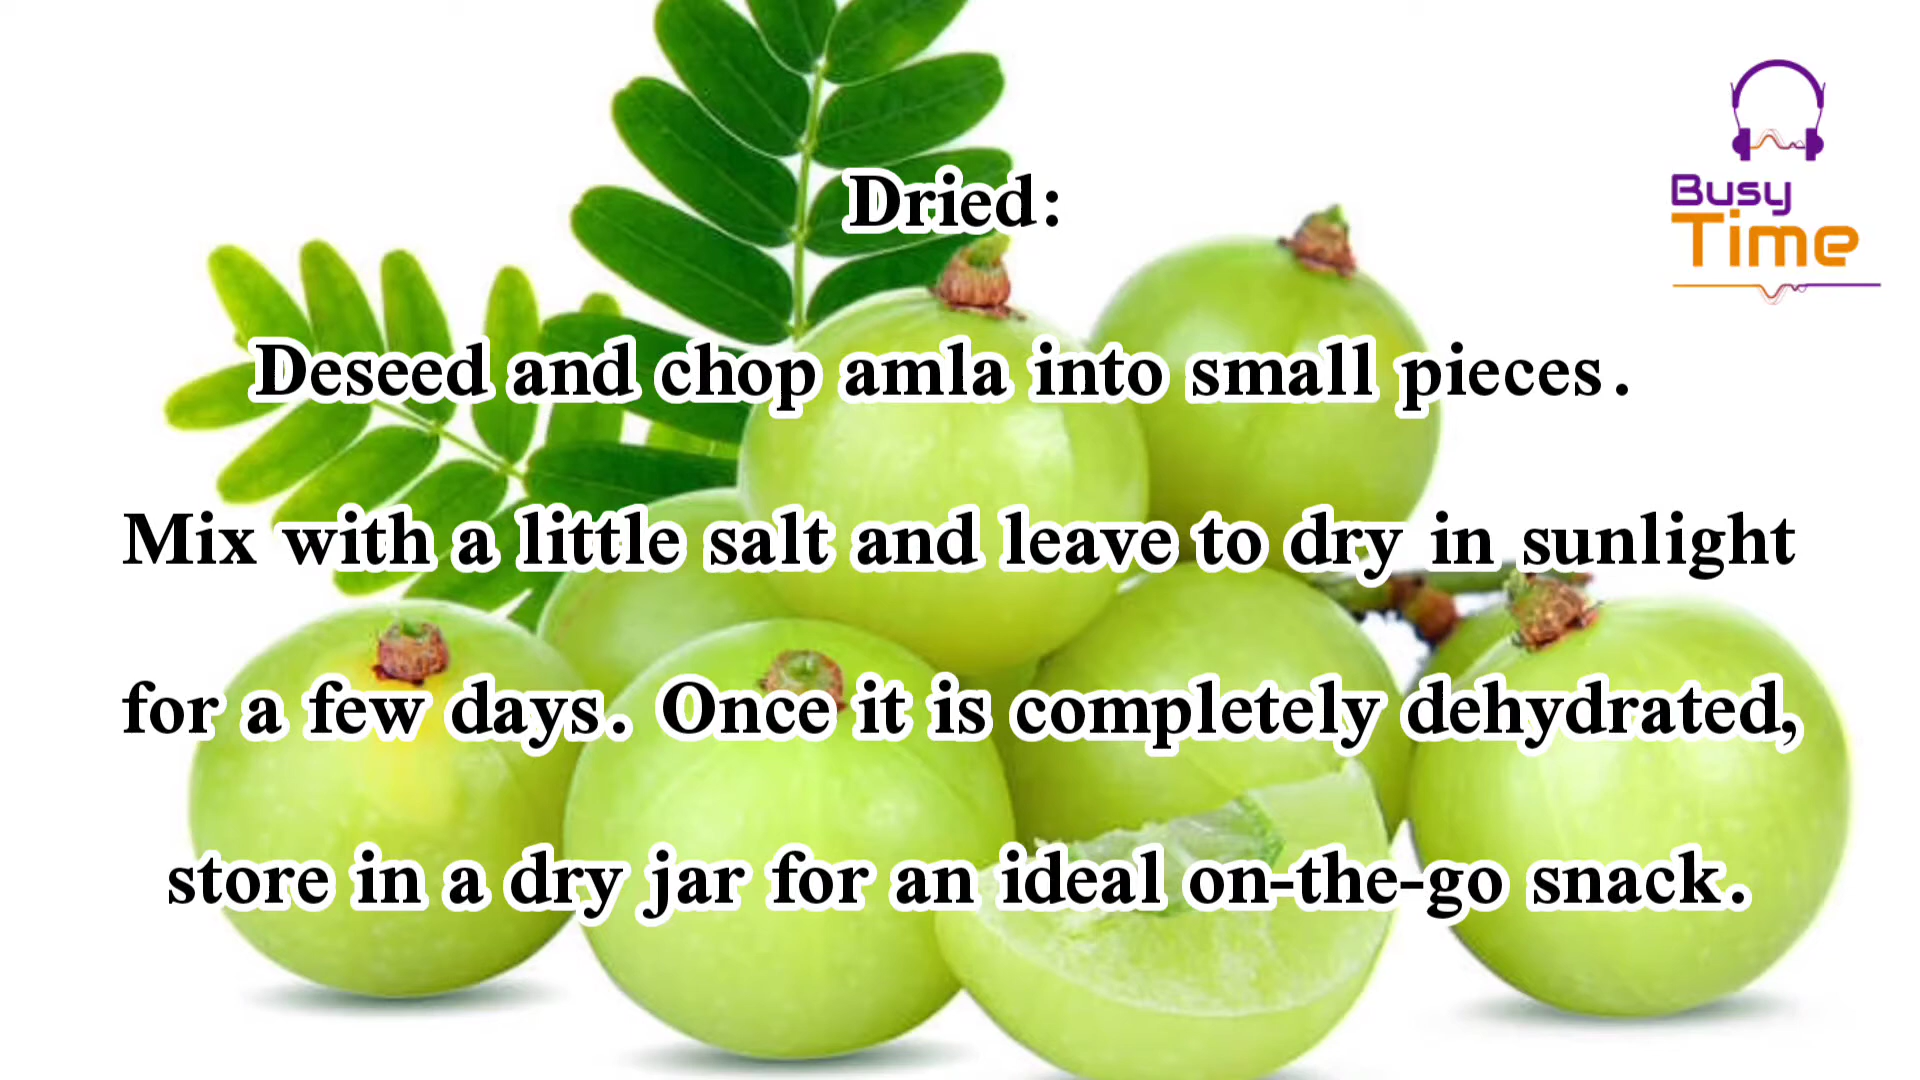 Busy
Time
Dried:
Deseed and chop amla into small pieces.
Mix with a little salt and leave to dry in sunlight
for a few days. Once it is completely dehydrated,
store in a dry jar for an ideal on-the-go snack.